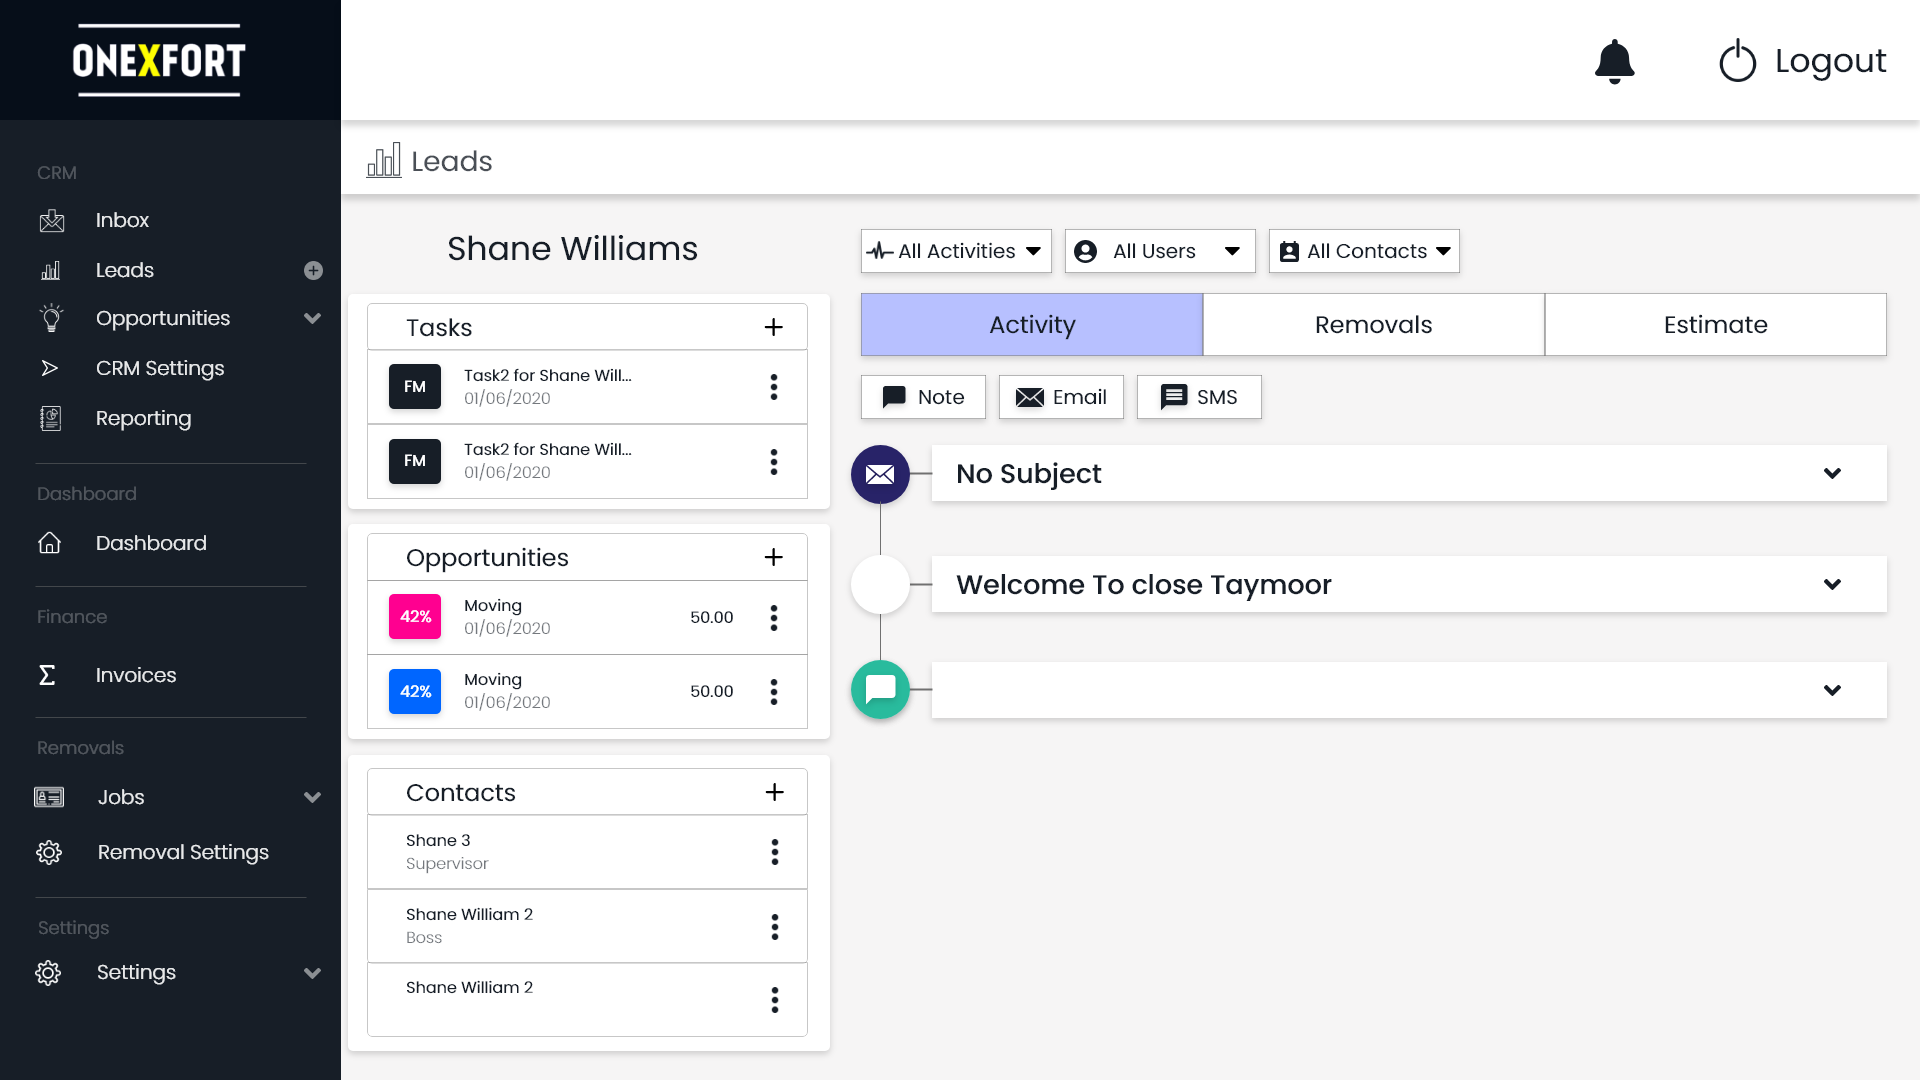 ONEXFORT
Logout
CRM
Inbox
Leads
Opportunities
CRM Settings
Reporting
Dashboard
Dashboard
Finance
Invoices
Removals
Jobs
Removal Settings
Settings
Settings
Leads
Shane Williams
Tasks
FM
Task2 for Shane Will...
01/06/2020
FM
Task2 for Shane Will...
01/06/2020
Opportunities
42%
Moving
01/06/2020
50.00
42%
Moving
01/06/2020
50.00
Contacts
Shane 3
Supervisor
Shane William 2
Boss
Shane William 2
All Activities
All Users
All Contacts
Activity
Removals
Estimate
Note
Email
SMS
No Subject
Welcome To close Taymoor